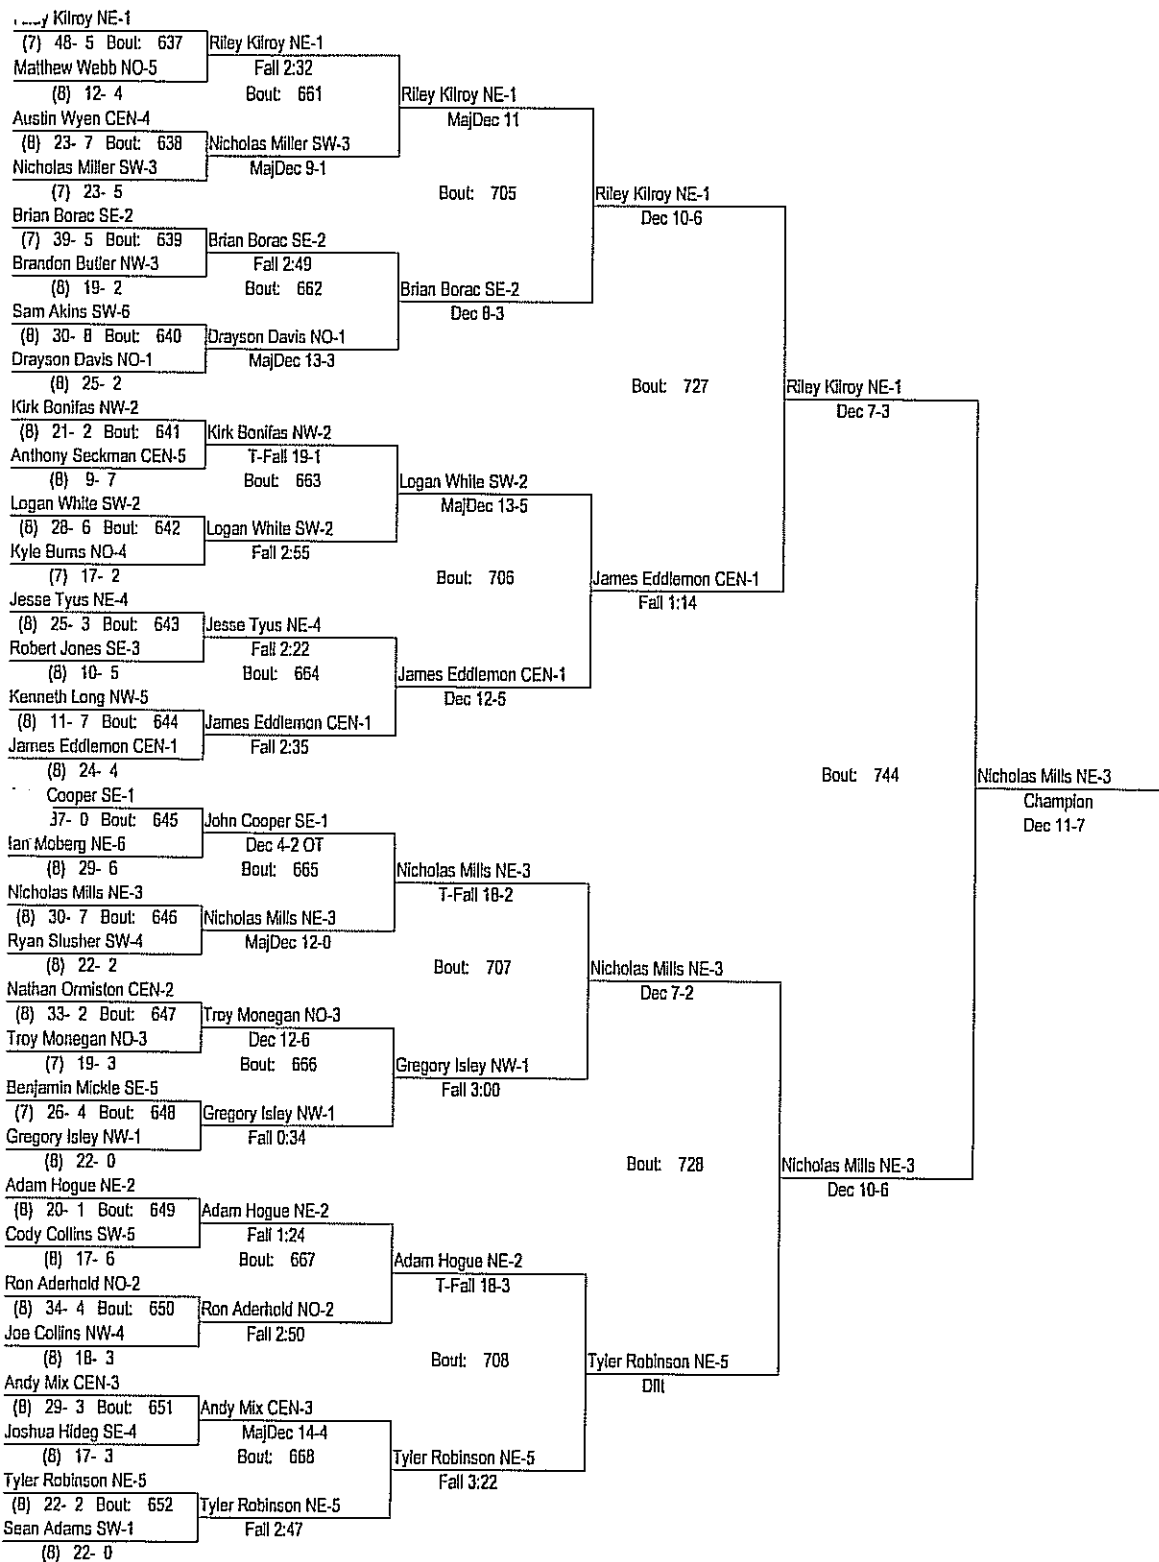 Kilroy NE-1
(7) 48- 5 Bout: 637
Matthew Webb NO-5
(8) 12- 4
Austin Wyen CEN-4
(8) 23- 7 Bout: 638
Nicholas Miller SW-3
(7) 23- 5
Brian Borac SE-2
(7) 39- 5 Bout: 639
Brandon Butler NW-3
(8) 19- 2
Sam Akins SW-6
(8) 30- 8 Bout: 640
Drayson Davis NO-1
(8) 25- 2
Kirk Bonifas NW-2
(8) 21- 2 Bout: 641
Anthony Seckman CEN-5
(8) 9- 7
Logan White SW-2
(8) 28- 6 Bout: 642
Kyle Burns NO-4
(7) 17- 2
Jesse Tyus NE-4
(8) 25- 3 Bout: 643
Robert Jones SE-3
(8) 10- 5
Kenneth Long NW-5
(8) 11- 7 Bout: 644
James Eddlemon CEN-1
(8) 24- 4
Cooper SE-1
37- 0 Bout: 645
Ian Moberg NE-6
(8) 29- 6
Nicholas Mills NE-3
(8) 30- 7 Bout: 646
Ryan Slusher SW-4
(8) 22- 2
Nathan Ormiston CEN-2
(8) 33- 2 Bout: 647
Troy Monegan NO-3
(7) 19- 3
Benjamin Mickle SE-5
(7) 26- 4 Bout: 648
Gregory Isley NW-1
(8) 22- 0
Adam Hogue NE-2
(8) 20- 1 Bout: 649
Cody Collins SW-5
(8) 17- 6
Ron Aderhold NO-2
(8) 34- 4 Bout: 650
Joe Collins NW-4
(8) 18- 3
Andy Mix CEN-3
(8) 29- 3 Bout: 651
Joshua Hideg SE-4
(8) 17- 3
Tyler Robinson NE-5
(8) 22- 2 Bout: 652
Sean Adams SW-1
(8) 22- 0
Riley Kilroy NE-1
Fall 2:32
Bout: 661
Nicholas Miller SW-3
MajDec 9-1
Brian Borac SE-2
Fall 2:49
Bout: 662
Drayson Davis NO-1
MajDec 13-3
Kirk Bonifas NW-2
T-Fall 19-1
Bout: 663
Logan White SW-2
Fall 2:55
Jesse Tyus NE-4
Fall 2:22
Bout: 664
James Eddlemon CEN-1
Fall 2:35
John Cooper SE-1
Dec 4-2 OT
Bout: 665
Nicholas Mills NE-3
MajDec 12-0
Troy Monegan NO-3
Dec 12-6
Bout: 666
Gregory Isley NW-1
Fall 0:34
Adam Hogue NE-2
Fall 1:24
Bout: 667
Ron Aderhold NO-2
Fall 2:50
Andy Mix CEN-3
MajDec 14-4
Bout: 668
Tyler Robinson NE-5
Fall 2:47
Riley Kilroy NE-1
MajDec 11
Bout: 705
Brian Borac SE-2
Dec 8-3
Logan White SW-2
MajDec 13-5
Bout: 706
James Eddlemon CEN-1
Dec 12-5
Nicholas Mills NE-3
T-Fall 18-2
Bout: 707
Gregory Isley NW-1
Fall 3:00
Adam Hogue NE-2
T-Fall 18-3
Bout: 708
Tyler Robinson NE-5
Fall 3:22
Riley Kilroy NE-1
Dec 10-6
Bout: 727
James Eddlemon CEN-1
Fall 1:14
Nicholas Mills NE-3
Dec 7-2
Bout: 728
Tyler Robinson NE-5
Dflt
Riley Kilroy NE-1
Dec 7-3
Bout: 744
Nicholas Mills NE-3
Dec 10-6
Nicholas Mills NE-3
Champion
Dec 11-7